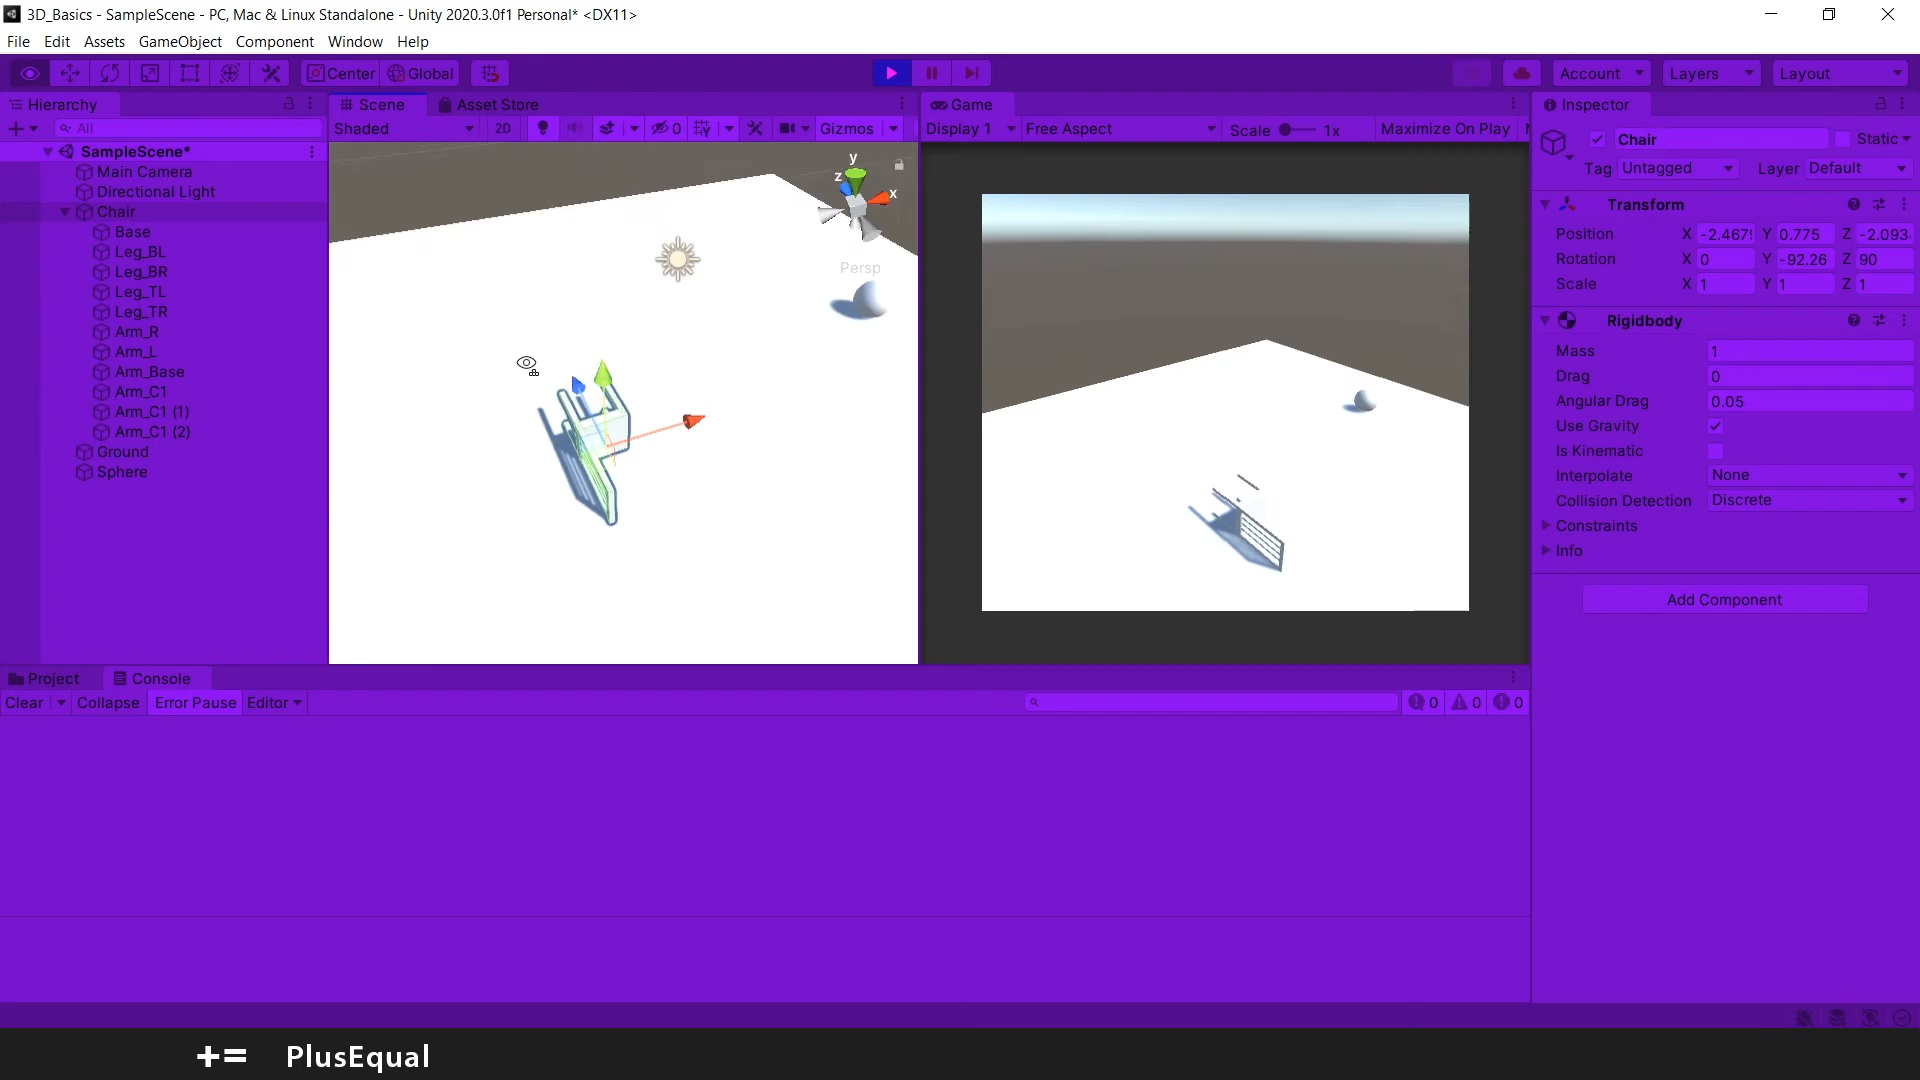 3D_Basics - SampleScene - PC, Mac & Linux Standalone - Unity 2020.3.0f1 Personal* <DX11>
File Edit Assets GameObject Component Window Help
Center Global Account Layers Layout
Hierarchy
All
SampleScene*
Main Camera
Directional Light
Chair
Base
Leg_BL
Leg_BR
Leg_TL
Leg_TR
Arm_R
Arm_L
Arm_Base
Arm_C1
Arm_C1 (1)
Arm_C1 (2)
Ground
Sphere
Scene Asset Store
Shaded 2D 0 Gizmos
y
z
x
Persp
Game
Display 1 Free Aspect Scale 1x Maximize On Play
Inspector
Chair Static
Tag Untagged Layer Default
Transform
Position X -2.467 Y 0.775 Z -2.093
Rotation X 0 Y -92.26 Z 90
Scale X 1 Y 1 Z 1
Rigidbody
Mass 1
Drag 0
Angular Drag 0.05
Use Gravity
Is Kinematic
Interpolate None
Collision Detection Discrete
Constraints
Info
Add Component
Project Console
Clear Collapse Error Pause Editor 0 0 0
+= PlusEqual